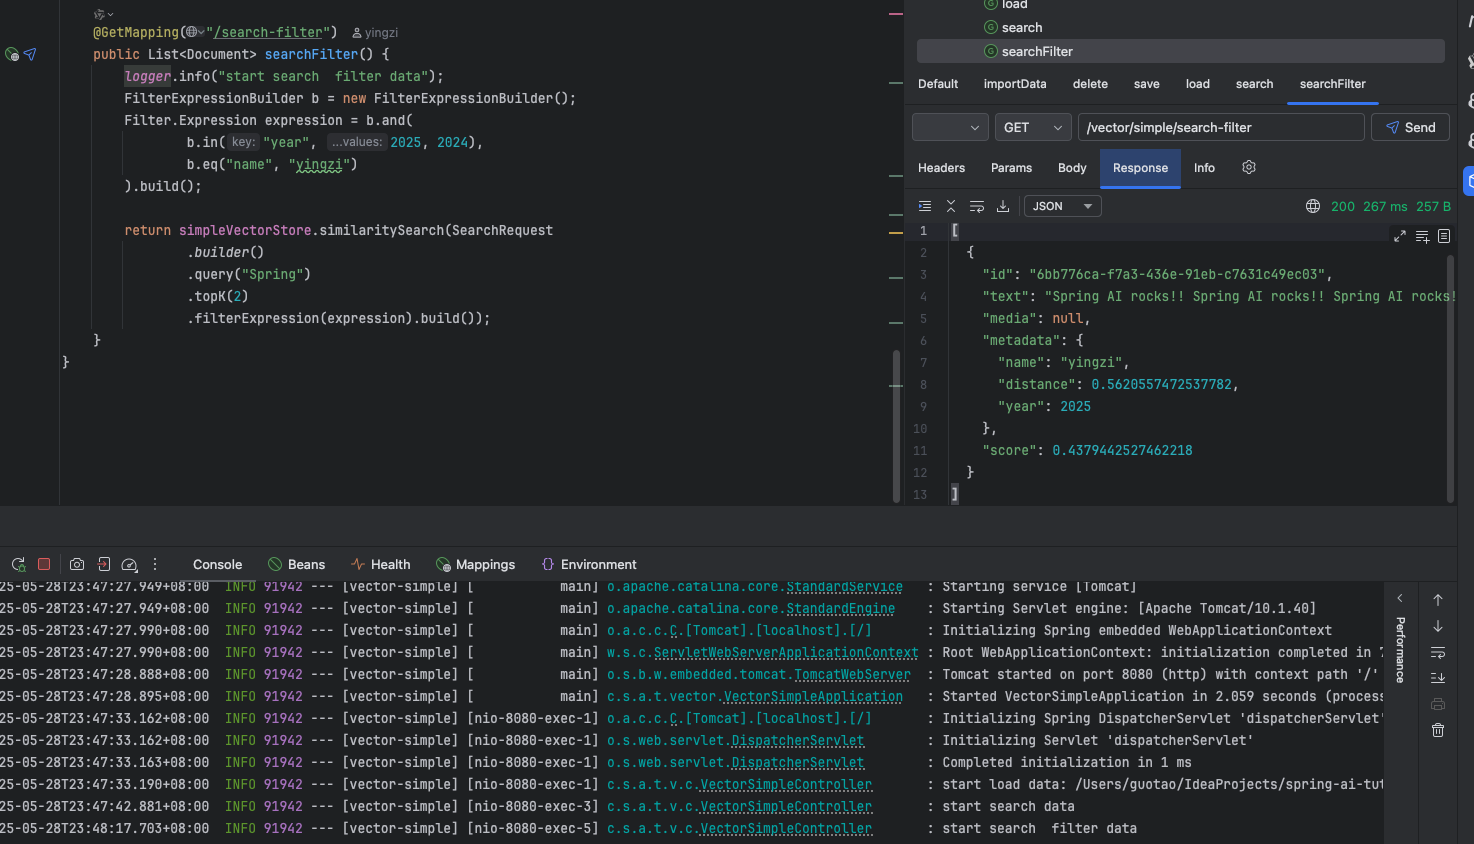 @GetMapping("/search-filter") yingzi
public List<Document> searchFilter() {
logger.info("start search  filter data");
FilterExpressionBuilder b = new FilterExpressionBuilder();
Filter.Expression expression = b.and(
b.in( key: "year", ...values: 2025, 2024),
b.eq("name", "yingzi")
).build();
return simpleVectorStore.similaritySearch(SearchRequest
.builder()
.query("Spring")
.topK(2)
.filterExpression(expression).build());
}
}
load
search
searchFilter
Default importData delete save load search searchFilter
GET /vector/simple/search-filter Send
Headers Params Body Response Info
JSON 200 267 ms 257 B
1 [
2 {
3 "id": "6bb776ca-f7a3-436e-91eb-c7631c49ec03",
4 "text": "Spring AI rocks!! Spring AI rocks!! Spring AI rocks!
5 "media": null,
6 "metadata": {
7 "name": "yingzi",
8 "distance": 0.5620557472537782,
9 "year": 2025
10 },
11 "score": 0.4379442527462218
12 }
13 ]
Console Beans Health Mappings Environment
25-05-28T23:47:27.949+08:00 INFO 91942 --- [vector-simple] [           main] o.apache.catalina.core.StandardService : Starting service [Tomcat]
25-05-28T23:47:27.949+08:00 INFO 91942 --- [vector-simple] [           main] o.apache.catalina.core.StandardEngine : Starting Servlet engine: [Apache Tomcat/10.1.40]
25-05-28T23:47:27.990+08:00 INFO 91942 --- [vector-simple] [           main] o.a.c.c.C.[Tomcat].[localhost].[/] : Initializing Spring embedded WebApplicationContext
25-05-28T23:47:27.990+08:00 INFO 91942 --- [vector-simple] [           main] w.s.c.ServletWebServerApplicationContext : Root WebApplicationContext: initialization completed in 7
25-05-28T23:47:28.888+08:00 INFO 91942 --- [vector-simple] [           main] o.s.b.w.embedded.tomcat.TomcatWebServer : Tomcat started on port 8080 (http) with context path '/'
25-05-28T23:47:28.895+08:00 INFO 91942 --- [vector-simple] [           main] c.s.a.t.vector.VectorSimpleApplication : Started VectorSimpleApplication in 2.059 seconds (process
25-05-28T23:47:33.162+08:00 INFO 91942 --- [vector-simple] [nio-8080-exec-1] o.a.c.c.C.[Tomcat].[localhost].[/] : Initializing Spring DispatcherServlet 'dispatcherServlet'
25-05-28T23:47:33.162+08:00 INFO 91942 --- [vector-simple] [nio-8080-exec-1] o.s.web.servlet.DispatcherServlet : Initializing Servlet 'dispatcherServlet'
25-05-28T23:47:33.163+08:00 INFO 91942 --- [vector-simple] [nio-8080-exec-1] o.s.web.servlet.DispatcherServlet : Completed initialization in 1 ms
25-05-28T23:47:33.190+08:00 INFO 91942 --- [vector-simple] [nio-8080-exec-1] c.s.a.t.v.c.VectorSimpleController : start load data: /Users/guotao/IdeaProjects/spring-ai-tut
25-05-28T23:47:42.881+08:00 INFO 91942 --- [vector-simple] [nio-8080-exec-3] c.s.a.t.v.c.VectorSimpleController : start search data
25-05-28T23:48:17.703+08:00 INFO 91942 --- [vector-simple] [nio-8080-exec-5] c.s.a.t.v.c.VectorSimpleController : start search  filter data
Performance